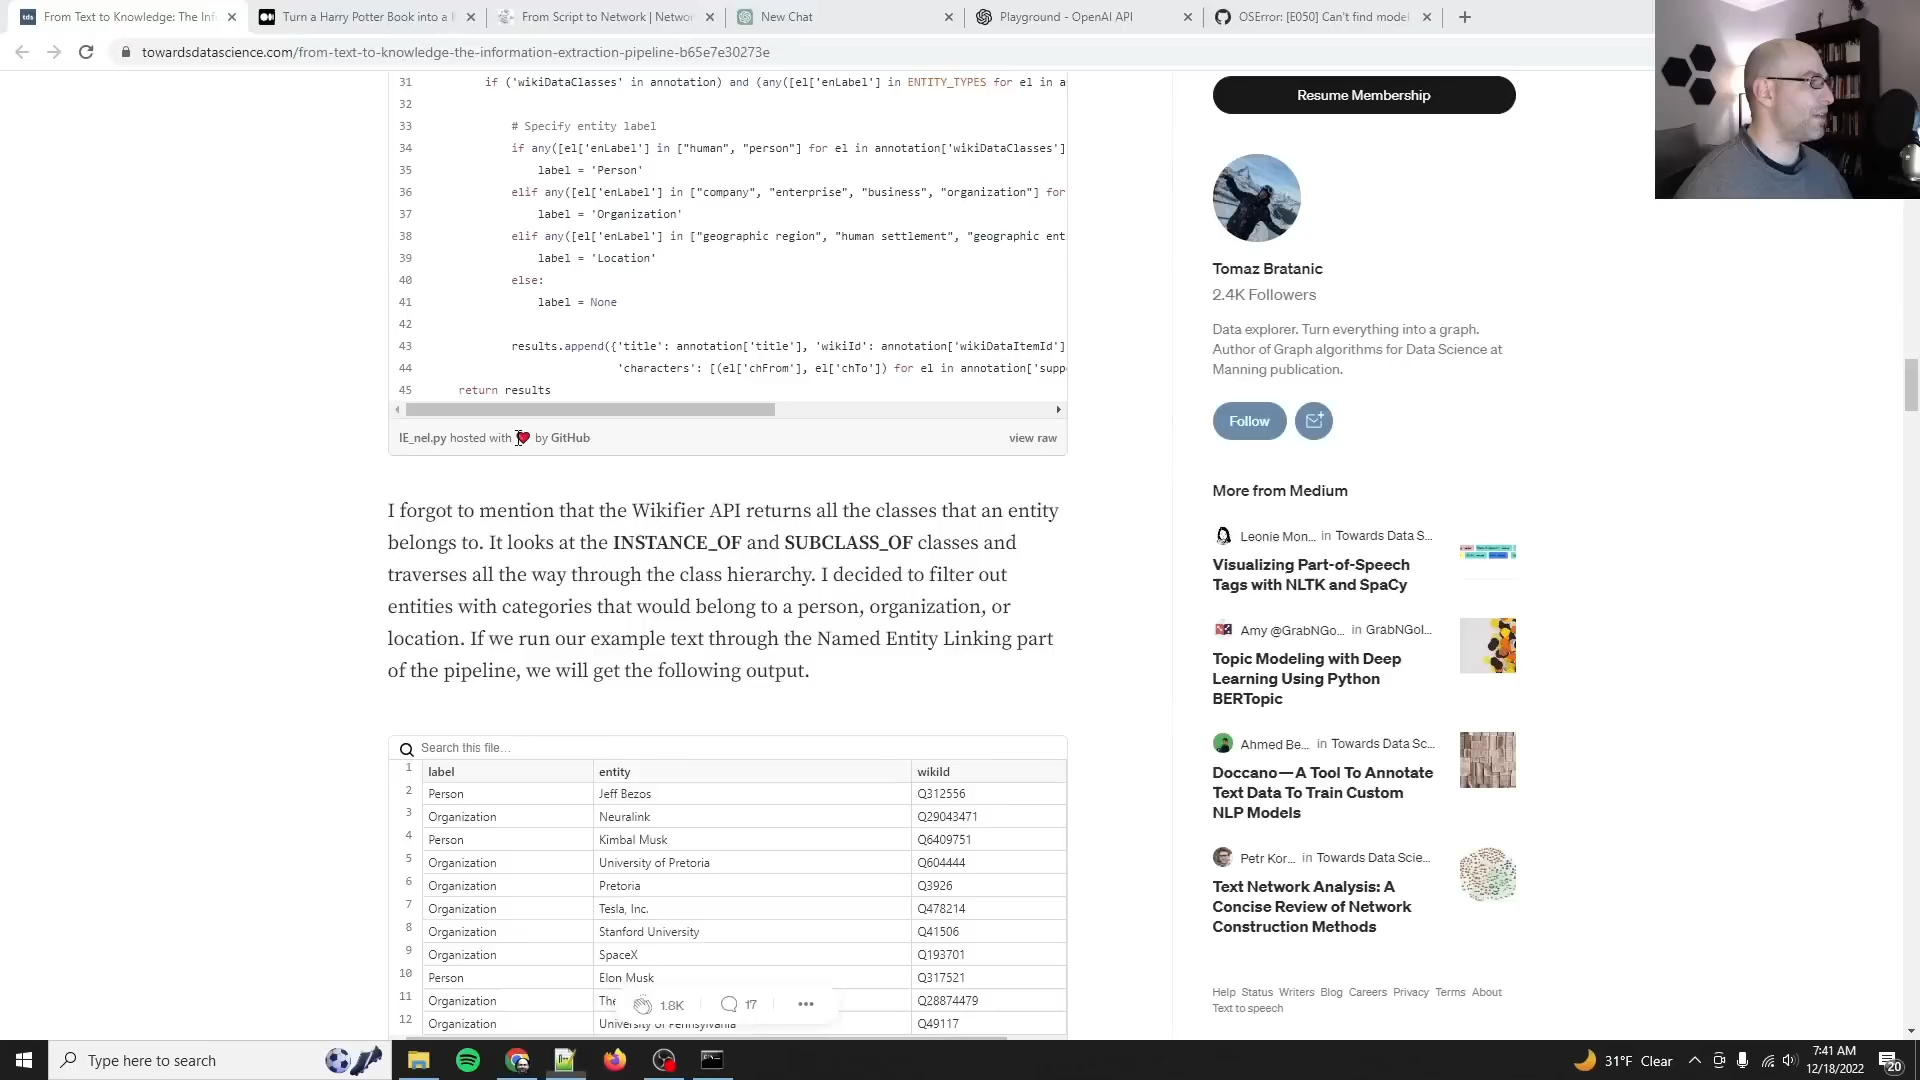 From Text to Knowledge: The Inf
Turn a Harry Potter Book into a
From Script to Network | Netwo
New Chat
Playground - OpenAI API
OSError: [E050] Can't find model
towardsdatascience.com/from-text-to-knowledge-the-information-extraction-pipeline-b65e7e30273e
31 if ('wikiDataClasses' in annotation) and (any([el['enLabel'] in ENTITY_TYPES for el in a
32
33 # Specify entity label
34 if any([el['enLabel'] in ["human", "person"] for el in annotation['wikiDataClasses']
35 label = 'Person'
36 elif any([el['enLabel'] in ["company", "enterprise", "business", "organization"] for
37 label = 'Organization'
38 elif any([el['enLabel'] in ["geographic region", "human settlement", "geographic ent
39 label = 'Location'
40 else:
41 label = None
42
43 results.append({'title': annotation['title'], 'wikiId': annotation['wikiDataItemId']
44 'characters': [(el['chFrom'], el['chTo']) for el in annotation['supp
45 return results
IE_nel.py hosted with ❤ by GitHub
view raw
I forgot to mention that the Wikifier API returns all the classes that an entity
belongs to. It looks at the INSTANCE_OF and SUBCLASS_OF classes and
traverses all the way through the class hierarchy. I decided to filter out
entities with categories that would belong to a person, organization, or
location. If we run our example text through the Named Entity Linking part
of the pipeline, we will get the following output.
Search this file…
1 label entity wikiId
2 Person Jeff Bezos Q312556
3 Organization Neuralink Q29043471
4 Person Kimbal Musk Q6409751
5 Organization University of Pretoria Q604444
6 Organization Pretoria Q3926
7 Organization Tesla, Inc. Q478214
8 Organization Stanford University Q41506
9 Organization SpaceX Q193701
10 Person Elon Musk Q317521
11 Organization The Q28874479
12 Organization University of Pennsylvania Q49117
1.8K
17
Resume Membership
Tomaz Bratanic
2.4K Followers
Data explorer. Turn everything into a graph.
Author of Graph algorithms for Data Science at
Manning publication.
Follow
More from Medium
Leonie Mon... in Towards Data S...
Visualizing Part-of-Speech
Tags with NLTK and SpaCy
Amy @GrabNGo... in GrabNGoI...
Topic Modeling with Deep
Learning Using Python
BERTopic
Ahmed Be... in Towards Data Sc...
Doccano — A Tool To Annotate
Text Data To Train Custom
NLP Models
Petr Kor... in Towards Data Scie...
Text Network Analysis: A
Concise Review of Network
Construction Methods
Help Status Writers Blog Careers Privacy Terms About
Text to speech
Type here to search
31°F Clear
7:41 AM
12/18/2022
20